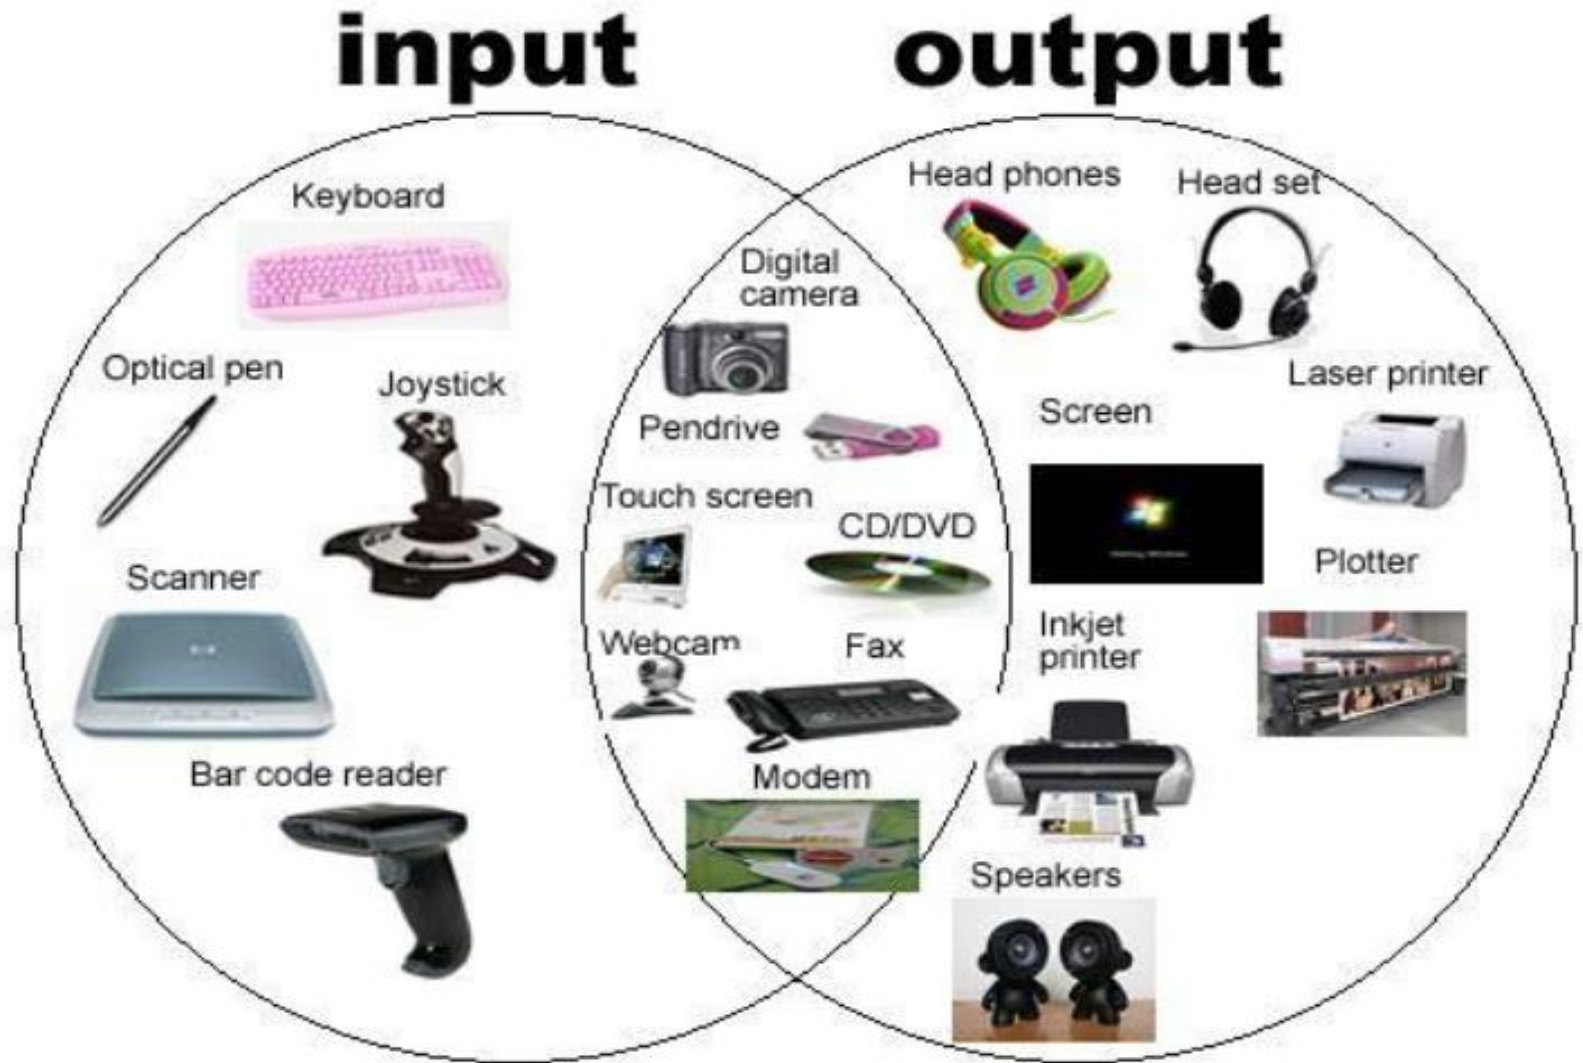 input
output
Keyboard
Optical pen
Joystick
Scanner
Bar code reader
Digital
camera
Pendrive
Touch screen
CD/DVD
Webcam
Fax
Modem
Head phones
Head set
Screen
Laser printer
Plotter
Inkjet
printer
Speakers